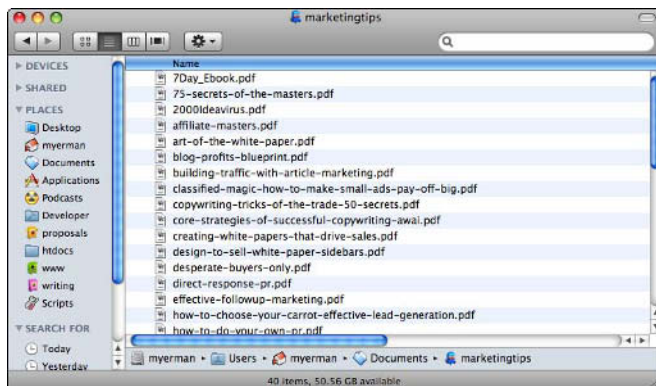 marketingtips
DEVICES
SHARED
PLACES
Desktop
myerman
Documents
Applications
Podcasts
Developer
proposals
htdocs
www
writing
Scripts
SEARCH FOR
Today
Yesterday
Name
7Day_Ebook.pdf
75-secrets-of-the-masters.pdf
2000Ideavirus.pdf
affiliate-masters.pdf
art-of-the-white-paper.pdf
blog-profits-blueprint.pdf
building-traffic-with-article-marketing.pdf
classified-magic-how-to-make-small-ads-pay-off-big.pdf
copywriting-tricks-of-the-trade-50-secrets.pdf
core-strategies-of-successful-copywriting-awai.pdf
creating-white-papers-that-drive-sales.pdf
design-to-sell-white-paper-sidebars.pdf
desperate-buyers-only.pdf
direct-response-pr.pdf
effective-followup-marketing.pdf
how-to-choose-your-carrot-effective-lead-generation.pdf
how-to-do-your-own-pr.pdf
myerman ▸ Users ▸ myerman ▸ Documents ▸ marketingtips
40 items, 50.56 GB available